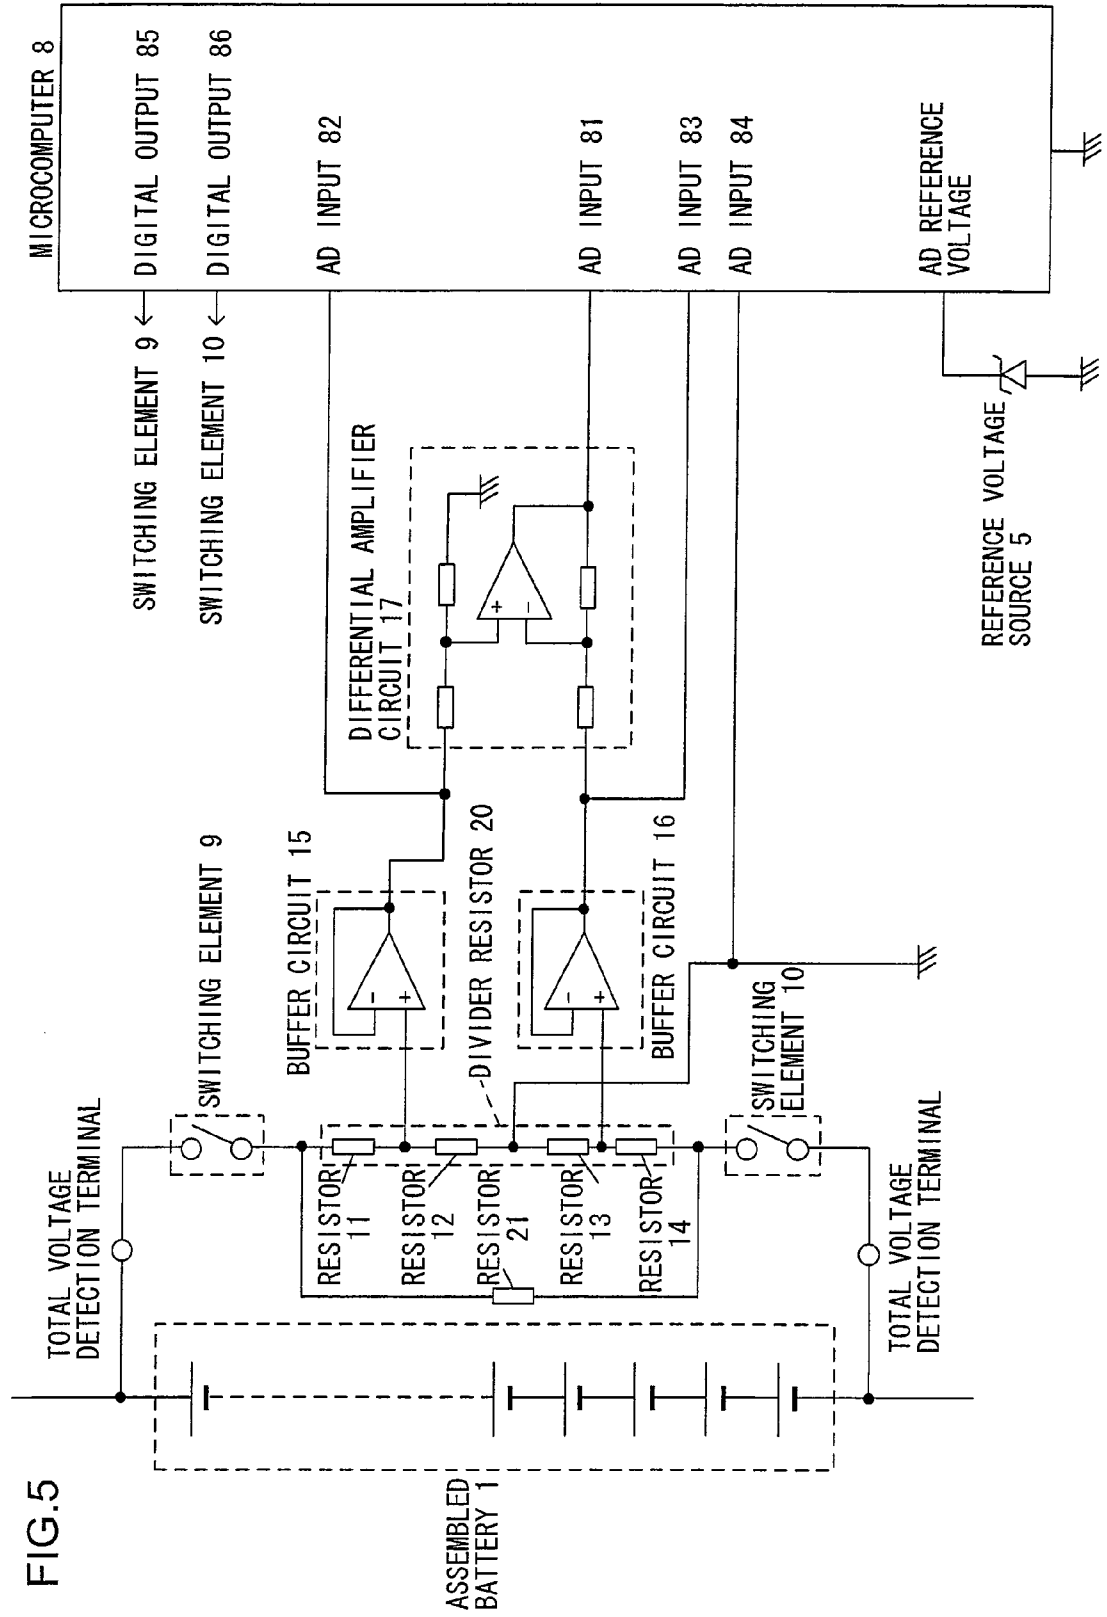 FIG.5
ASSEMBLED
BATTERY 1
TOTAL VOLTAGE
DETECTION TERMINAL
SWITCHING ELEMENT 9
RESISTOR
11
RESISTOR
12
RESISTOR
21
RESISTOR
13
RESISTOR
14
TOTAL VOLTAGE
DETECTION TERMINAL
SWITCHING
ELEMENT 10
DIVIDER RESISTOR 20
BUFFER CIRCUIT 15
- +
BUFFER CIRCUIT 16
- +
DIFFERENTIAL AMPLIFIER
CIRCUIT 17
+ -
REFERENCE VOLTAGE
SOURCE 5
SWITCHING ELEMENT 9
SWITCHING ELEMENT 10
MICROCOMPUTER 8
DIGITAL OUTPUT 85
DIGITAL OUTPUT 86
AD INPUT 82
AD INPUT 81
AD INPUT 83
AD INPUT 84
AD REFERENCE
VOLTAGE